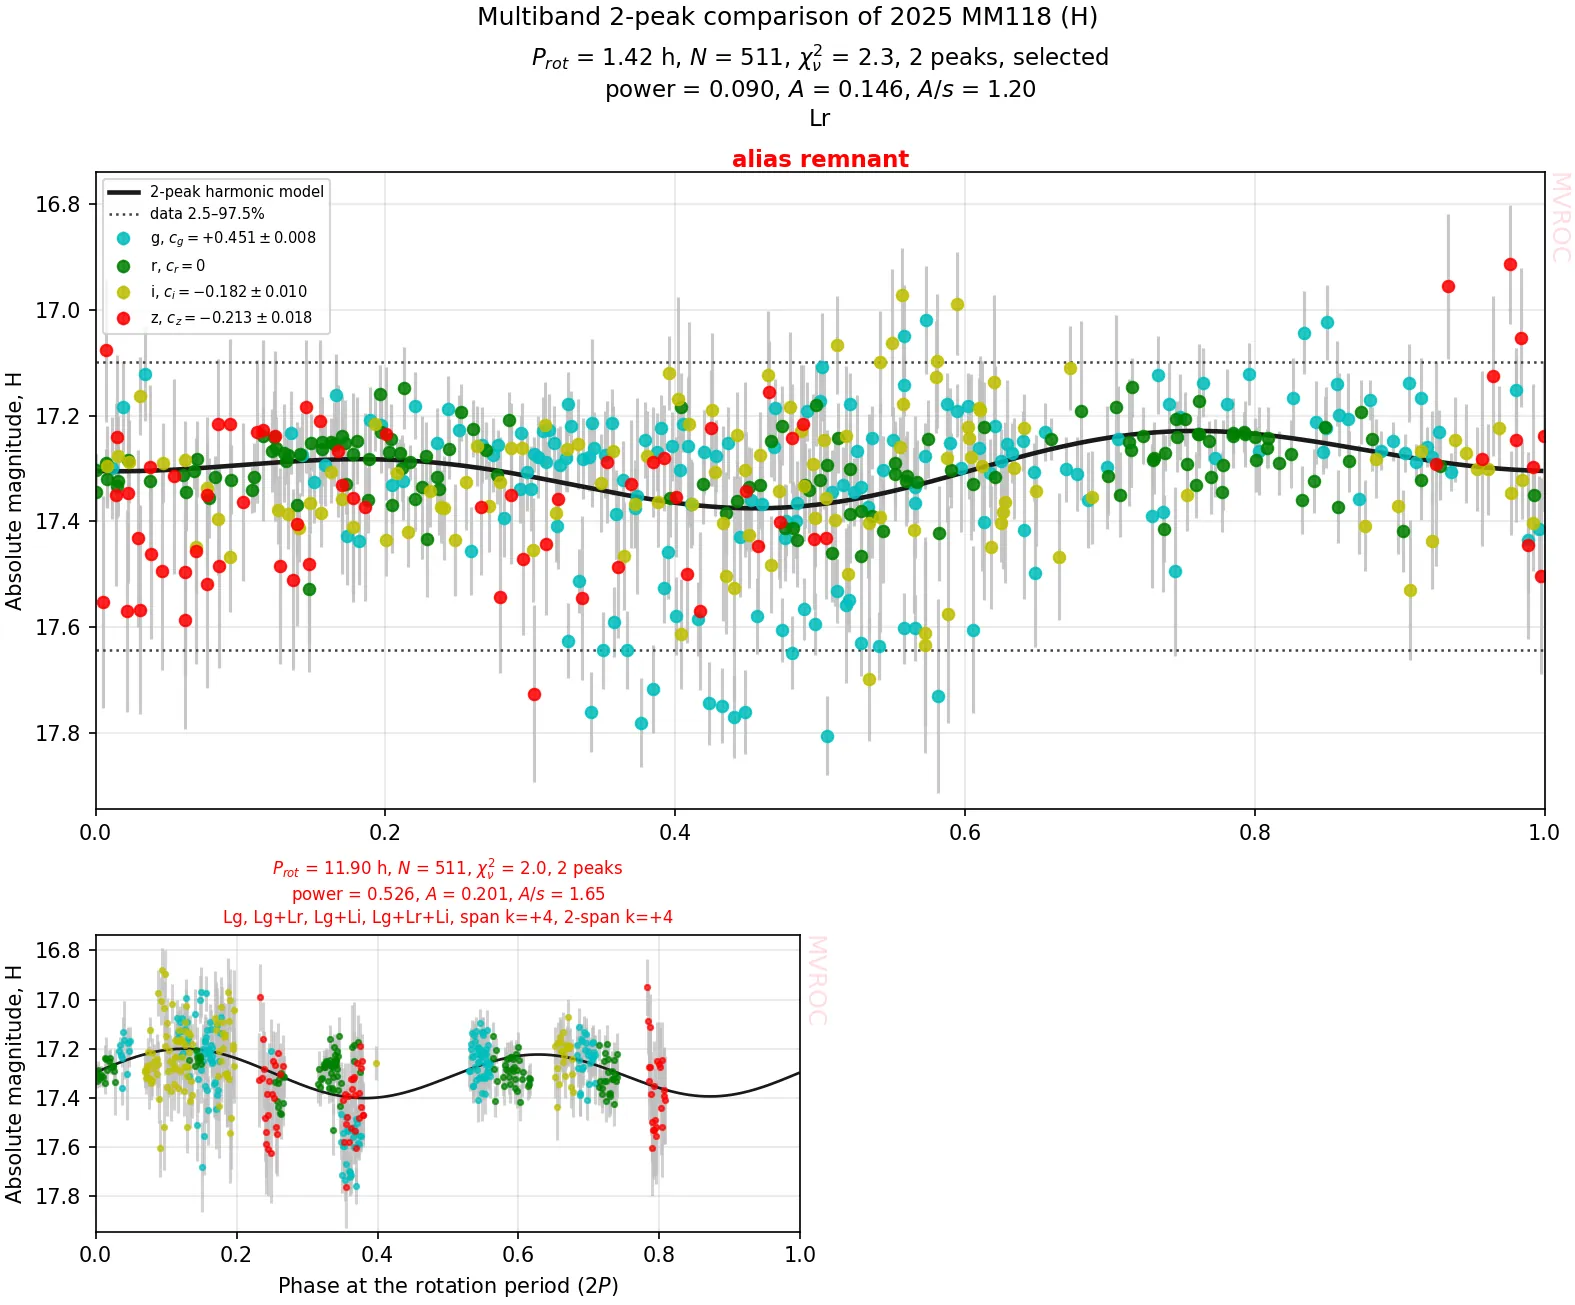 Multiband 2-peak comparison of 2025 MM118 (H)
P_rot = 1.42 h, N = 511, χ²_ν = 2.3, 2 peaks, selected
power = 0.090, A = 0.146, A/s = 1.20
Lr
alias remnant
MVROC
2-peak harmonic model
data 2.5–97.5%
g, c_g = +0.451 ± 0.008
r, c_r = 0
i, c_i = −0.182 ± 0.010
z, c_z = −0.213 ± 0.018
Absolute magnitude, H
16.8
17.0
17.2
17.4
17.6
17.8
0.0 0.2 0.4 0.6 0.8 1.0
P_rot = 11.90 h, N = 511, χ²_ν = 2.0, 2 peaks
power = 0.526, A = 0.201, A/s = 1.65
Lg, Lg+Lr, Lg+Li, Lg+Lr+Li, span k=+4, 2-span k=+4
MVROC
Absolute magnitude, H
16.8
17.0
17.2
17.4
17.6
17.8
0.0 0.2 0.4 0.6 0.8 1.0
Phase at the rotation period (2P)